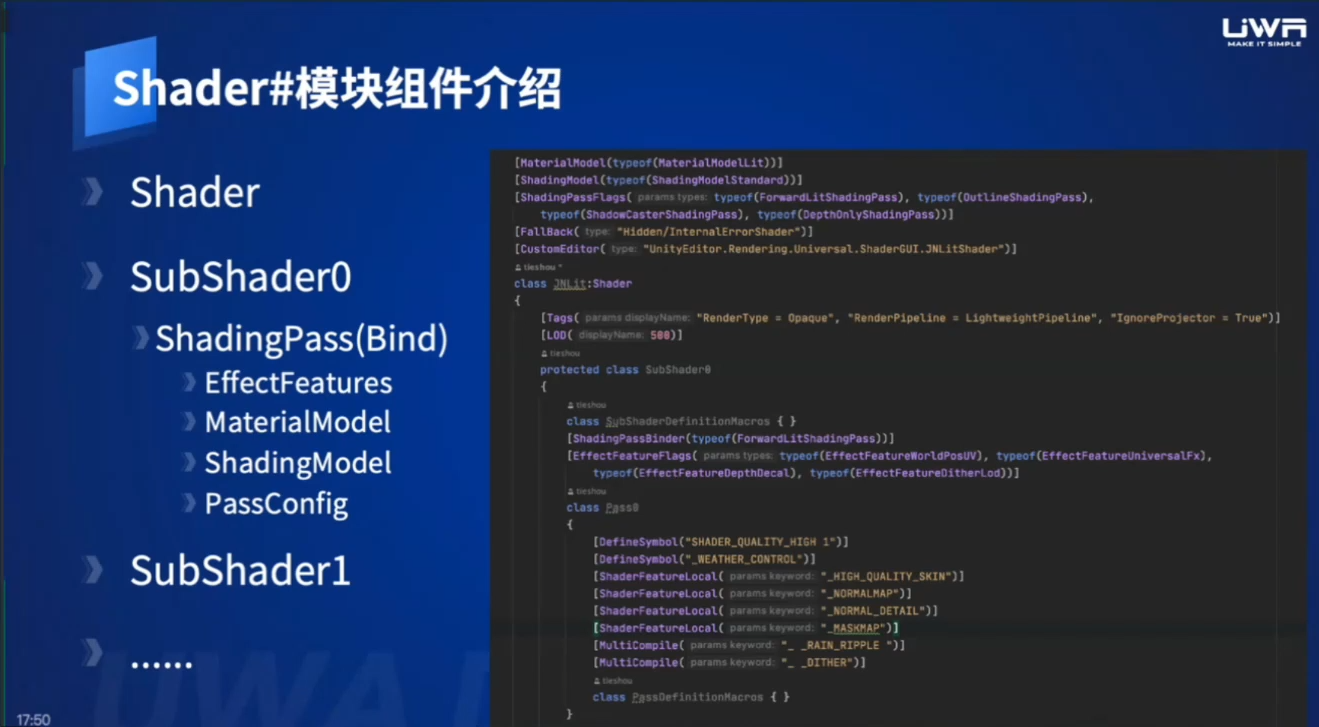 UWA
MAKE IT SIMPLE
Shader#模块组件介绍
Shader
SubShader0
ShadingPass(Bind)
EffectFeatures
MaterialModel
ShadingModel
PassConfig
SubShader1
......
[MaterialModel(typeof(MaterialModelLit))]
[ShadingModel(typeof(ShadingModelStandard))]
[ShadingPassFlags( params types: typeof(ForwardLitShadingPass), typeof(OutlineShadingPass),
typeof(ShadowCasterShadingPass), typeof(DepthOnlyShadingPass))]
[FallBack( type: "Hidden/InternalErrorShader")]
[CustomEditor( type: "UnityEditor.Rendering.Universal.ShaderGUI.JNLitShader")]
tieshou *
class JNLit:Shader
{
[Tags( params displayName: "RenderType = Opaque", "RenderPipeline = LightweightPipeline", "IgnoreProjector = True")]
[LOD( displayName: 500)]
tieshou
protected class SubShader0
{
tieshou
class SubShaderDefinitionMacros { }
[ShadingPassBinder(typeof(ForwardLitShadingPass))]
[EffectFeatureFlags( params types: typeof(EffectFeatureWorldPosUV), typeof(EffectFeatureUniversalFx),
typeof(EffectFeatureDepthDecal), typeof(EffectFeatureDitherLod))]
tieshou
class Pass0
{
[DefineSymbol("SHADER_QUALITY_HIGH 1")]
[DefineSymbol("_WEATHER_CONTROL")]
[ShaderFeatureLocal( params keyword: "_HIGH_QUALITY_SKIN")]
[ShaderFeatureLocal( params keyword: "_NORMALMAP")]
[ShaderFeatureLocal( params keyword: "_NORMAL_DETAIL")]
[ShaderFeatureLocal( params keyword: "_MASKMAP")]
[MultiCompile( params keyword: "_ _RAIN_RIPPLE ")]
[MultiCompile( params keyword: "_ _DITHER")]
tieshou
class PassDefinitionMacros { }
}
17:50